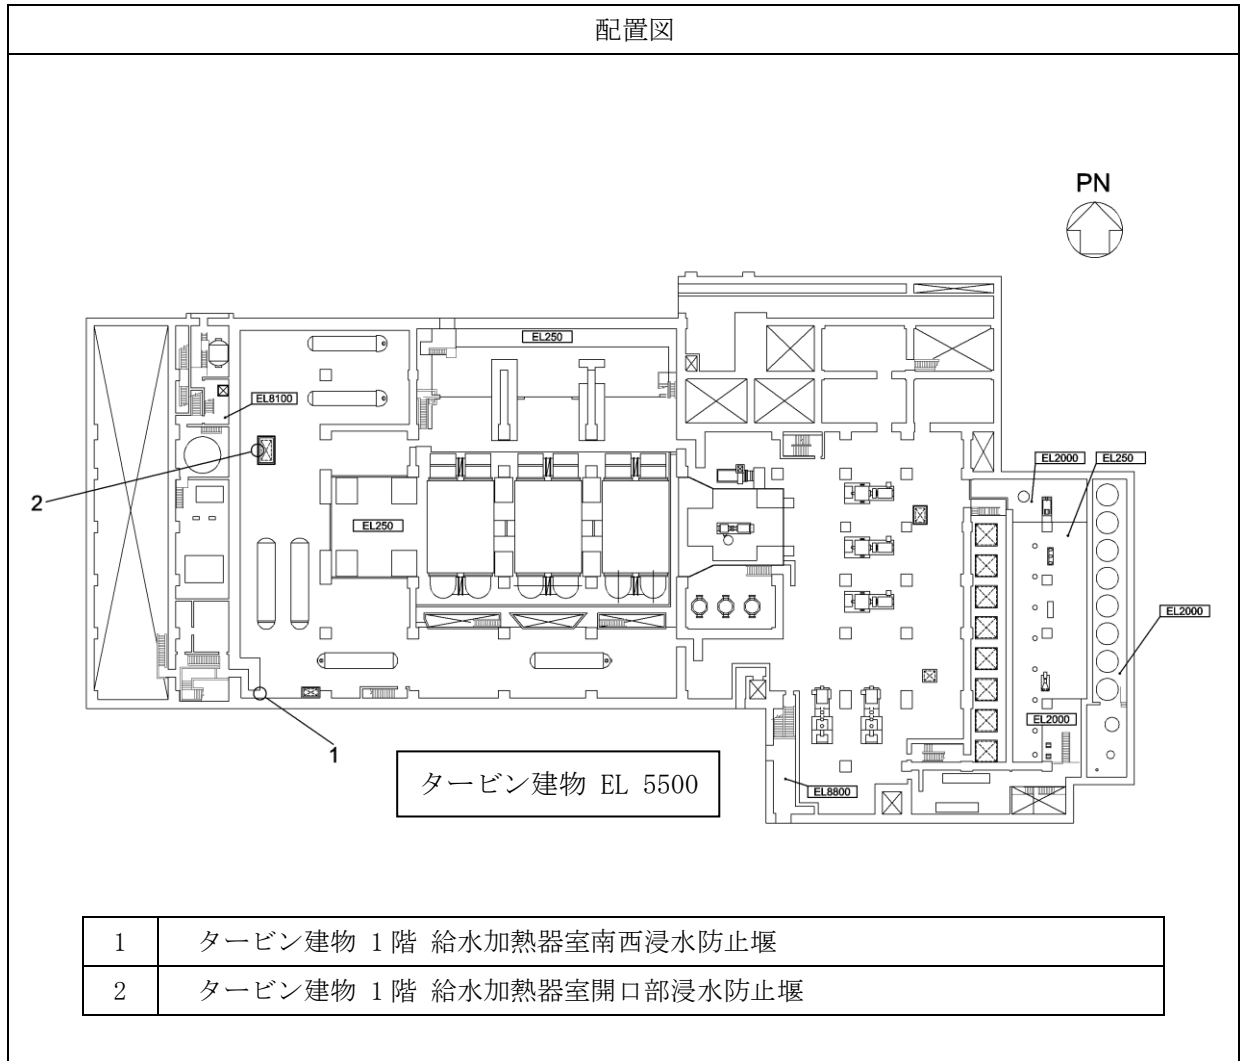 配置図
PN
EL250
EL8100
EL2000
EL250
2
EL250
EL2000
EL2000
1
タービン建物 EL 5500
EL8800
1 タービン建物 1階 給水加熱器室南西浸水防止堰
2 タービン建物 1階 給水加熱器室開口部浸水防止堰